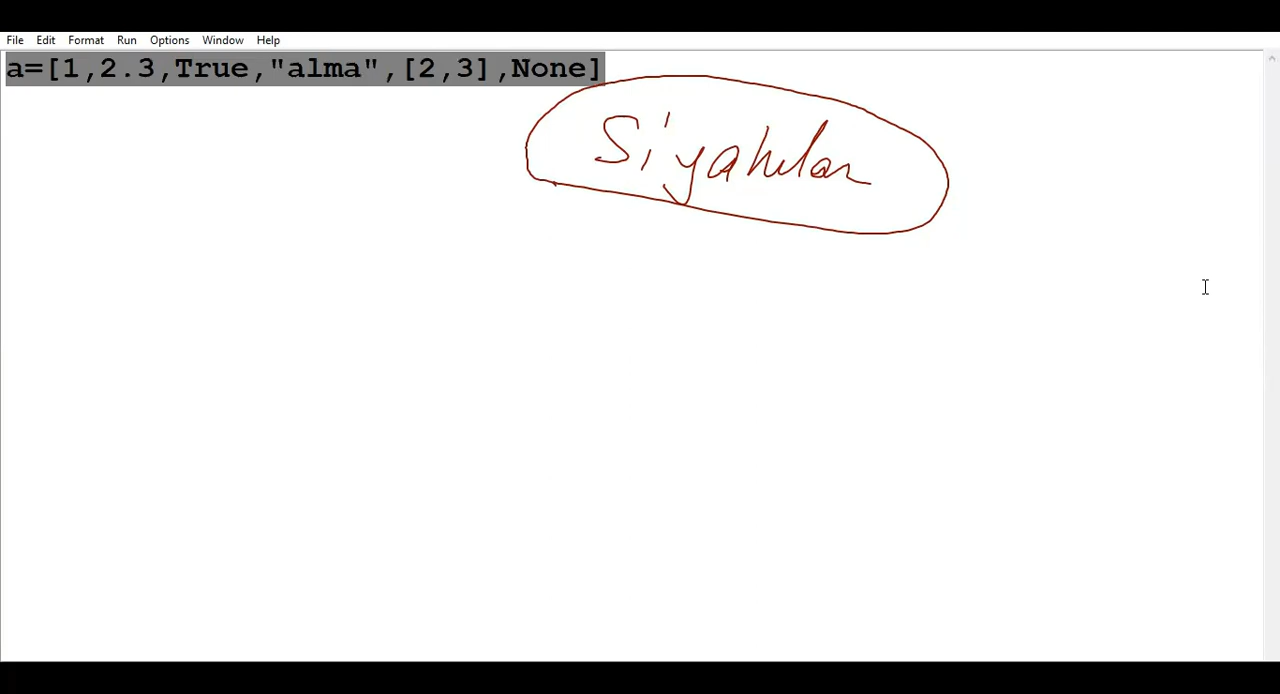 File Edit Format Run Options Window Help
a=[1,2.3,True,"alma",[2,3],None]
Siyahılar